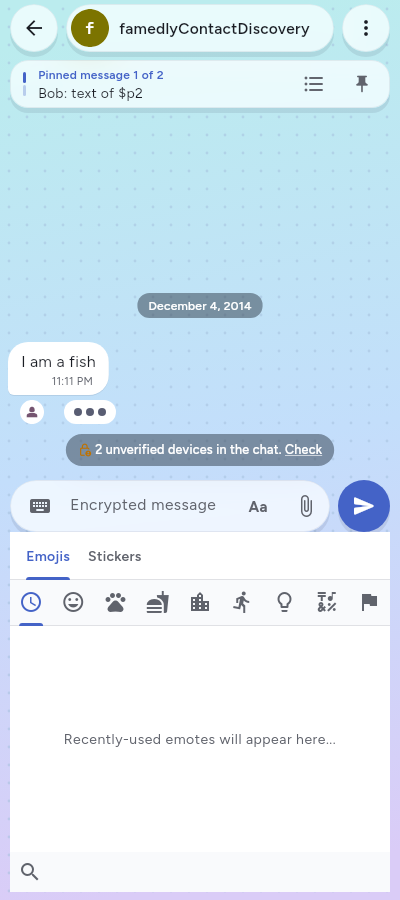 f famedlyContactDiscovery
Pinned message 1 of 2
Bob: text of $p2
December 4, 2014
I am a fish
11:11 PM
2 unverified devices in the chat. Check
Encrypted message Aa
Emojis Stickers
Recently-used emotes will appear here...